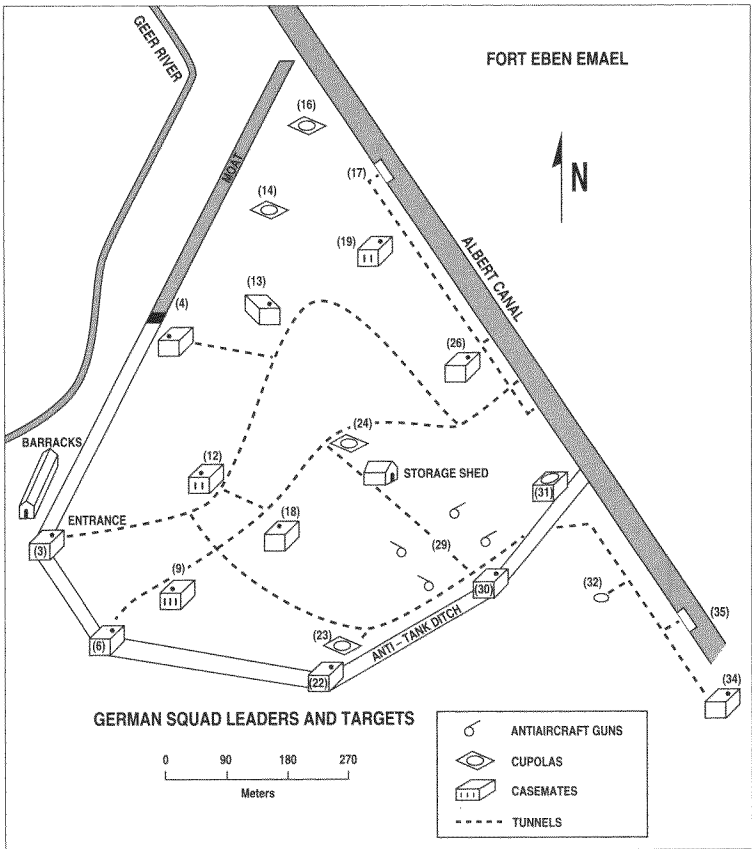 GEER RIVER
FORT EBEN EMAEL
(16)
MOAT
(17)
N
(14)
(19)
ALBERT CANAL
(13)
(4)
(26)
(24)
BARRACKS
(12)
STORAGE SHED
(31)
ENTRANCE
(18)
(3)
(29)
(9)
(30)
(32)
(35)
(23)
ANTI – TANK DITCH
(6)
(22)
(34)
GERMAN SQUAD LEADERS AND TARGETS
0 90 180 270
Meters
ANTIAIRCRAFT GUNS
CUPOLAS
CASEMATES
TUNNELS